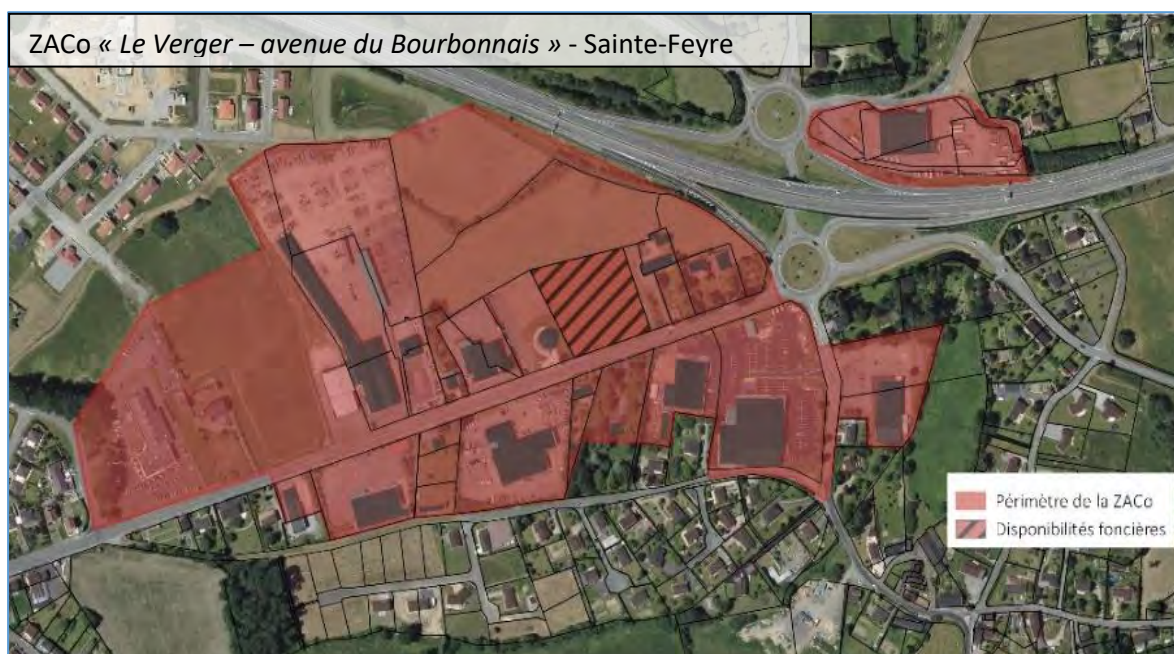 ZACo « Le Verger – avenue du Bourbonnais » - Sainte-Feyre
Périmètre de la ZACo
Disponibilités foncières